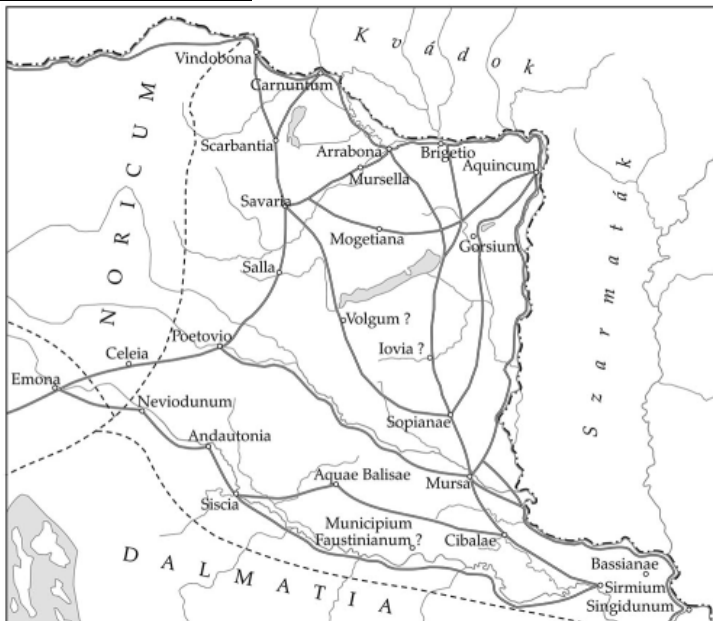 Kvádok
Vindobona
Carnuntum
NORICUM
Scarbantia
Arrabona
Brigetio
Aquincum
Mursella
Savaria
Szarmaták
Mogetiana
Gorsium
Salla
Volgum ?
Poetovio
Iovia ?
Celeia
Emona
Neviodunum
Sopianae
Andautonia
Aquae Balisae
Mursa
Siscia
Municipium
Faustinianum ?
Cibalae
DALMATIA
Bassianae
Sirmium
Singidunum